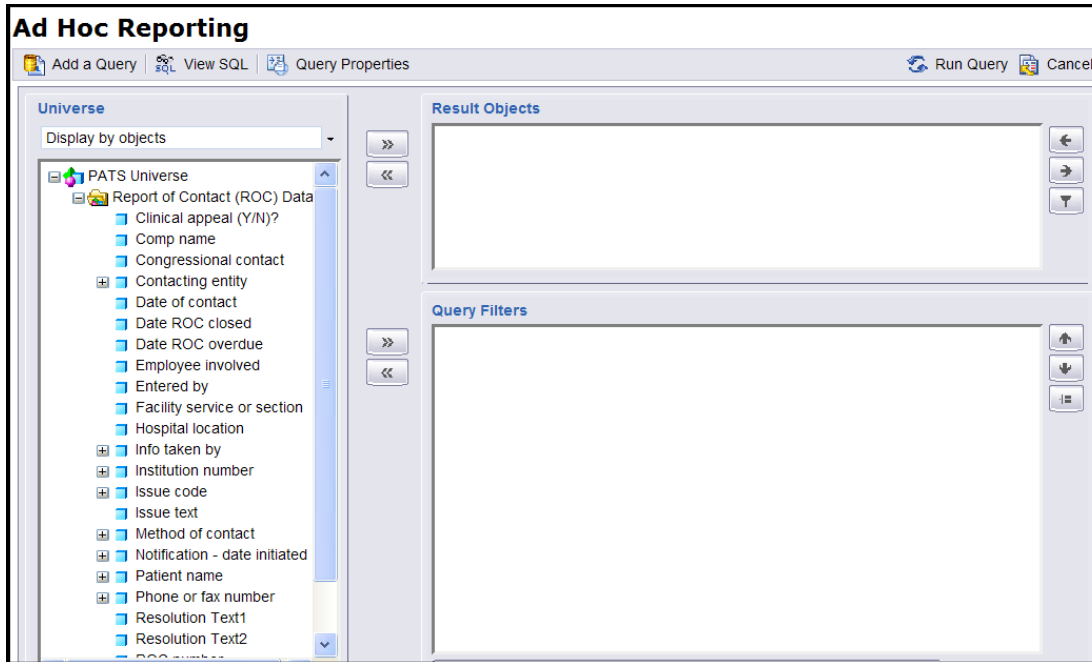 Ad Hoc Reporting
Add a Query SQL View SQL Query Properties Run Query Cancel
Universe
Display by objects
PATS Universe
Report of Contact (ROC) Data
Clinical appeal (Y/N)?
Comp name
Congressional contact
Contacting entity
Date of contact
Date ROC closed
Date ROC overdue
Employee involved
Entered by
Facility service or section
Hospital location
Info taken by
Institution number
Issue code
Issue text
Method of contact
Notification - date initiated
Patient name
Phone or fax number
Resolution Text1
Resolution Text2
ROC number
Result Objects
Query Filters